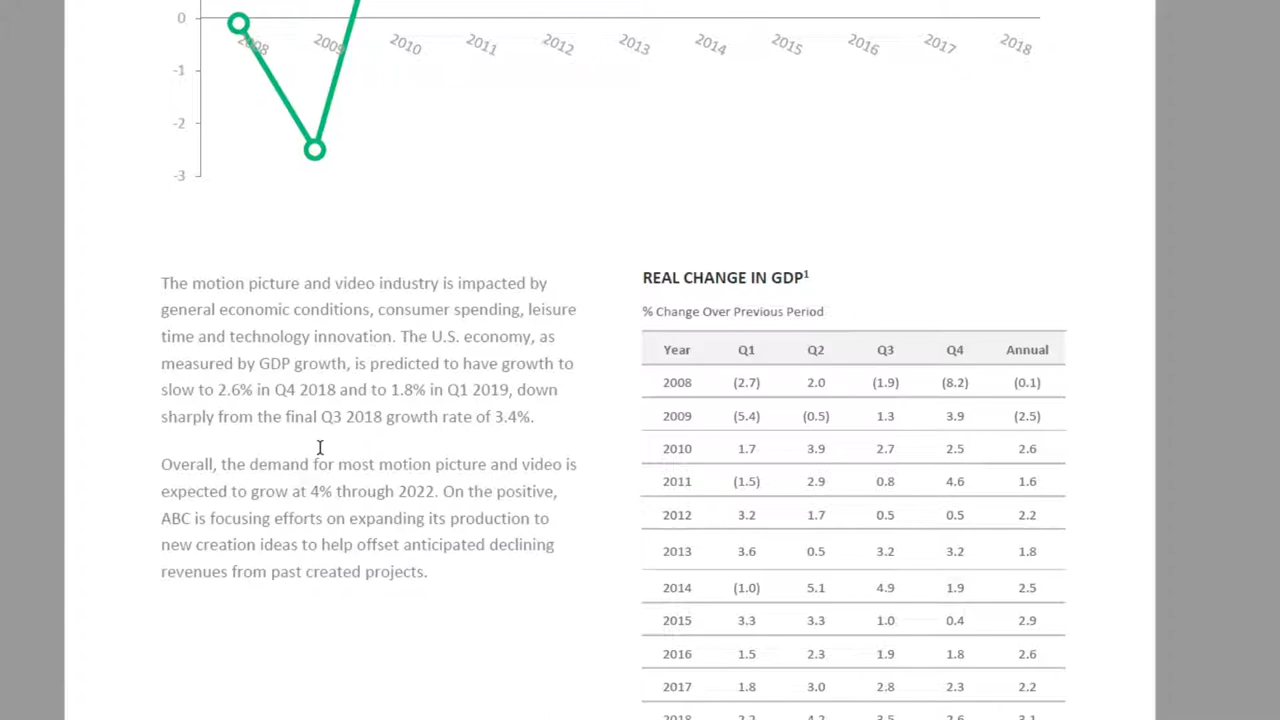 0
2008 2009 2010 2011 2012 2013 2014 2015 2016 2017 2018
-1
-2
-3
The motion picture and video industry is impacted by
general economic conditions, consumer spending, leisure
time and technology innovation. The U.S. economy, as
measured by GDP growth, is predicted to have growth to
slow to 2.6% in Q4 2018 and to 1.8% in Q1 2019, down
sharply from the final Q3 2018 growth rate of 3.4%.
Overall, the demand for most motion picture and video is
expected to grow at 4% through 2022. On the positive,
ABC is focusing efforts on expanding its production to
new creation ideas to help offset anticipated declining
revenues from past created projects.
REAL CHANGE IN GDP¹
% Change Over Previous Period
Year Q1 Q2 Q3 Q4 Annual
2008 (2.7) 2.0 (1.9) (8.2) (0.1)
2009 (5.4) (0.5) 1.3 3.9 (2.5)
2010 1.7 3.9 2.7 2.5 2.6
2011 (1.5) 2.9 0.8 4.6 1.6
2012 3.2 1.7 0.5 0.5 2.2
2013 3.6 0.5 3.2 3.2 1.8
2014 (1.0) 5.1 4.9 1.9 2.5
2015 3.3 3.3 1.0 0.4 2.9
2016 1.5 2.3 1.9 1.8 2.6
2017 1.8 3.0 2.8 2.3 2.2